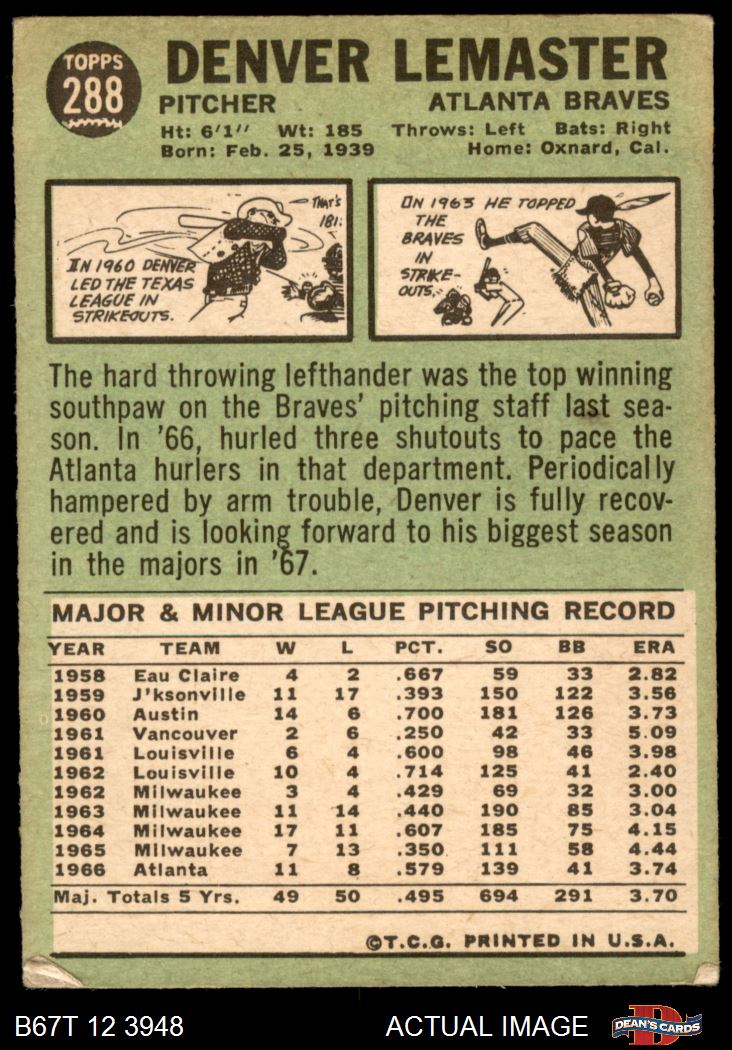 TOPPS
288
DENVER LEMASTER
PITCHER ATLANTA BRAVES
Ht: 6'1" Wt: 185 Throws: Left Bats: Right
Born: Feb. 25, 1939 Home: Oxnard, Cal.
THAT'S
181.
IN 1960 DENVER
LED THE TEXAS
LEAGUE IN
STRIKEOUTS.
ON 1963 HE TOPPED
THE
BRAVES
IN
STRIKE-
OUTS.
The hard throwing lefthander was the top winning
southpaw on the Braves' pitching staff last sea-
son. In '66, hurled three shutouts to pace the
Atlanta hurlers in that department. Periodically
hampered by arm trouble, Denver is fully recov-
ered and is looking forward to his biggest season
in the majors in '67.
MAJOR & MINOR LEAGUE PITCHING RECORD
YEAR TEAM W L PCT. SO BB ERA
1958 Eau Claire 4 2 .667 59 33 2.82
1959 J'ksonville 11 17 .393 150 122 3.56
1960 Austin 14 6 .700 181 126 3.73
1961 Vancouver 2 6 .250 42 33 5.09
1961 Louisville 6 4 .600 98 46 3.98
1962 Louisville 10 4 .714 125 41 2.40
1962 Milwaukee 3 4 .429 69 32 3.00
1963 Milwaukee 11 14 .440 190 85 3.04
1964 Milwaukee 17 11 .607 185 75 4.15
1965 Milwaukee 7 13 .350 111 58 4.44
1966 Atlanta 11 8 .579 139 41 3.74
Maj. Totals 5 Yrs. 49 50 .495 694 291 3.70
©T.C.G. PRINTED IN U.S.A.
B67T 12 3948 ACTUAL IMAGE D DEAN'S CARDS